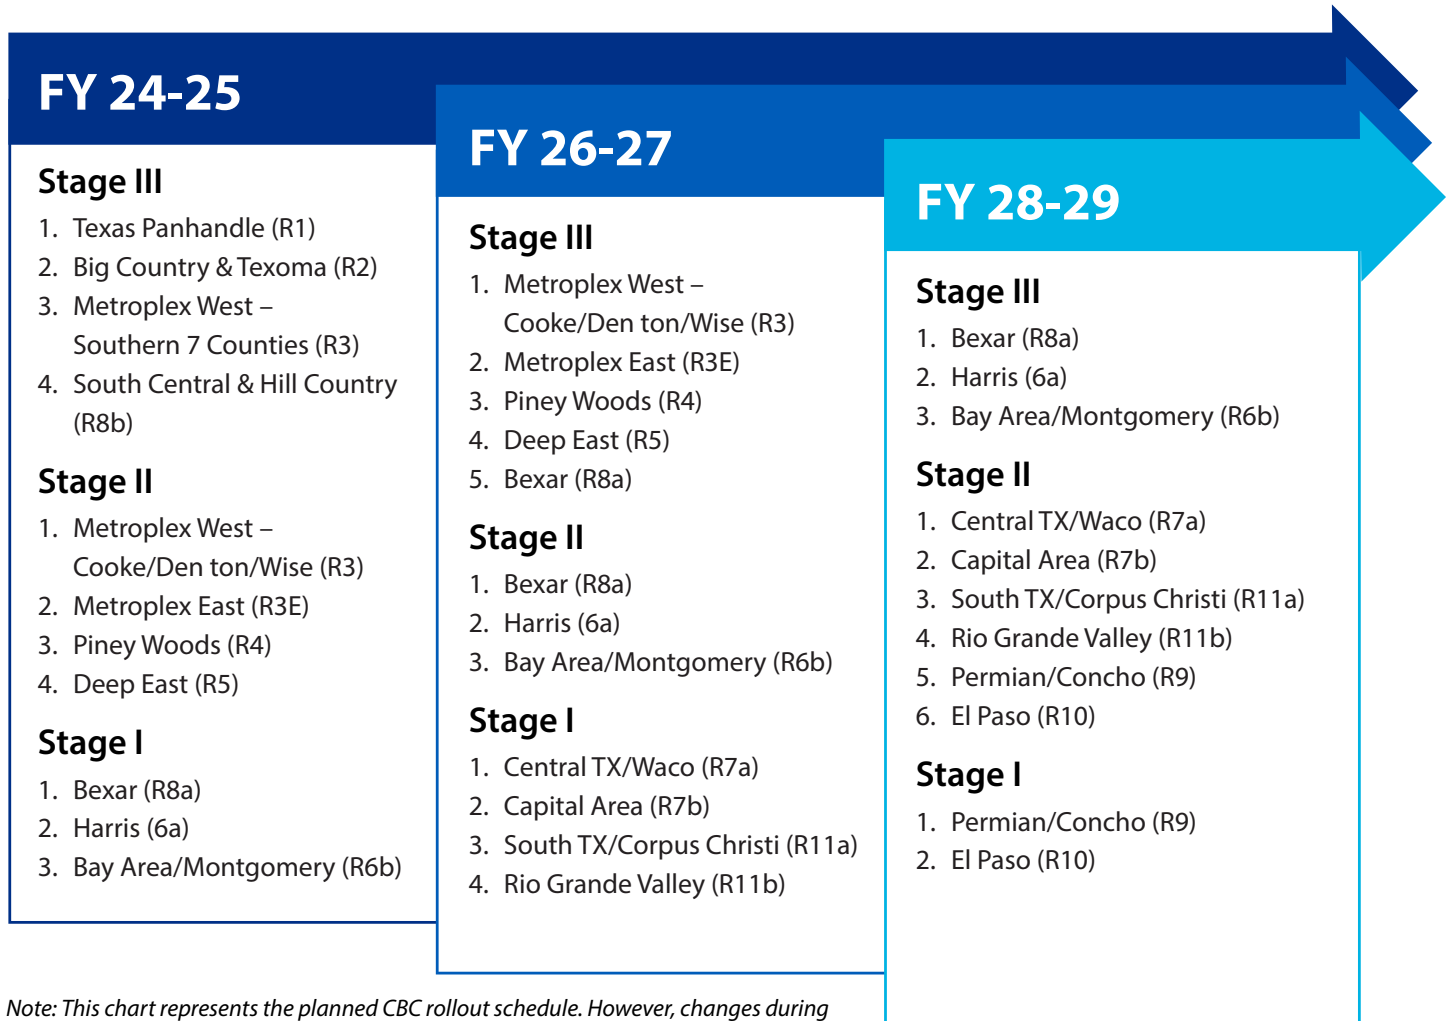 FY 24-25
Stage III
1. Texas Panhandle (R1)
2. Big Country & Texoma (R2)
3. Metroplex West –
Southern 7 Counties (R3)
4. South Central & Hill Country
(R8b)
Stage II
1. Metroplex West –
Cooke/Den ton/Wise (R3)
2. Metroplex East (R3E)
3. Piney Woods (R4)
4. Deep East (R5)
Stage I
1. Bexar (R8a)
2. Harris (6a)
3. Bay Area/Montgomery (R6b)
FY 26-27
Stage III
1. Metroplex West –
Cooke/Den ton/Wise (R3)
2. Metroplex East (R3E)
3. Piney Woods (R4)
4. Deep East (R5)
5. Bexar (R8a)
Stage II
1. Bexar (R8a)
2. Harris (6a)
3. Bay Area/Montgomery (R6b)
Stage I
1. Central TX/Waco (R7a)
2. Capital Area (R7b)
3. South TX/Corpus Christi (R11a)
4. Rio Grande Valley (R11b)
FY 28-29
Stage III
1. Bexar (R8a)
2. Harris (6a)
3. Bay Area/Montgomery (R6b)
Stage II
1. Central TX/Waco (R7a)
2. Capital Area (R7b)
3. South TX/Corpus Christi (R11a)
4. Rio Grande Valley (R11b)
5. Permian/Concho (R9)
6. El Paso (R10)
Stage I
1. Permian/Concho (R9)
2. El Paso (R10)
Note: This chart represents the planned CBC rollout schedule. However, changes during